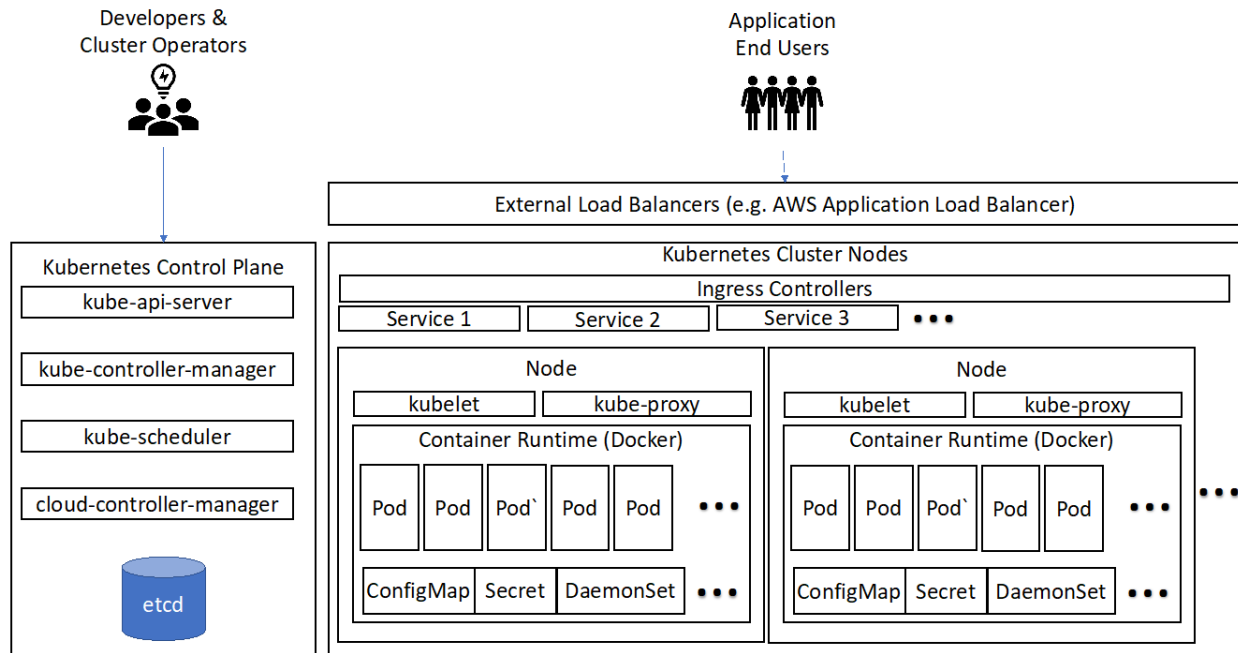 Developers &
Cluster Operators
Application
End Users
External Load Balancers (e.g. AWS Application Load Balancer)
Kubernetes Control Plane
kube-api-server
kube-controller-manager
kube-scheduler
cloud-controller-manager
etcd
Kubernetes Cluster Nodes
Ingress Controllers
Service 1 Service 2 Service 3 •••
Node
kubelet kube-proxy
Container Runtime (Docker)
Pod Pod Pod` Pod Pod •••
ConfigMap Secret DaemonSet •••
Node
kubelet kube-proxy
Container Runtime (Docker)
Pod Pod Pod` Pod Pod •••
ConfigMap Secret DaemonSet •••
•••